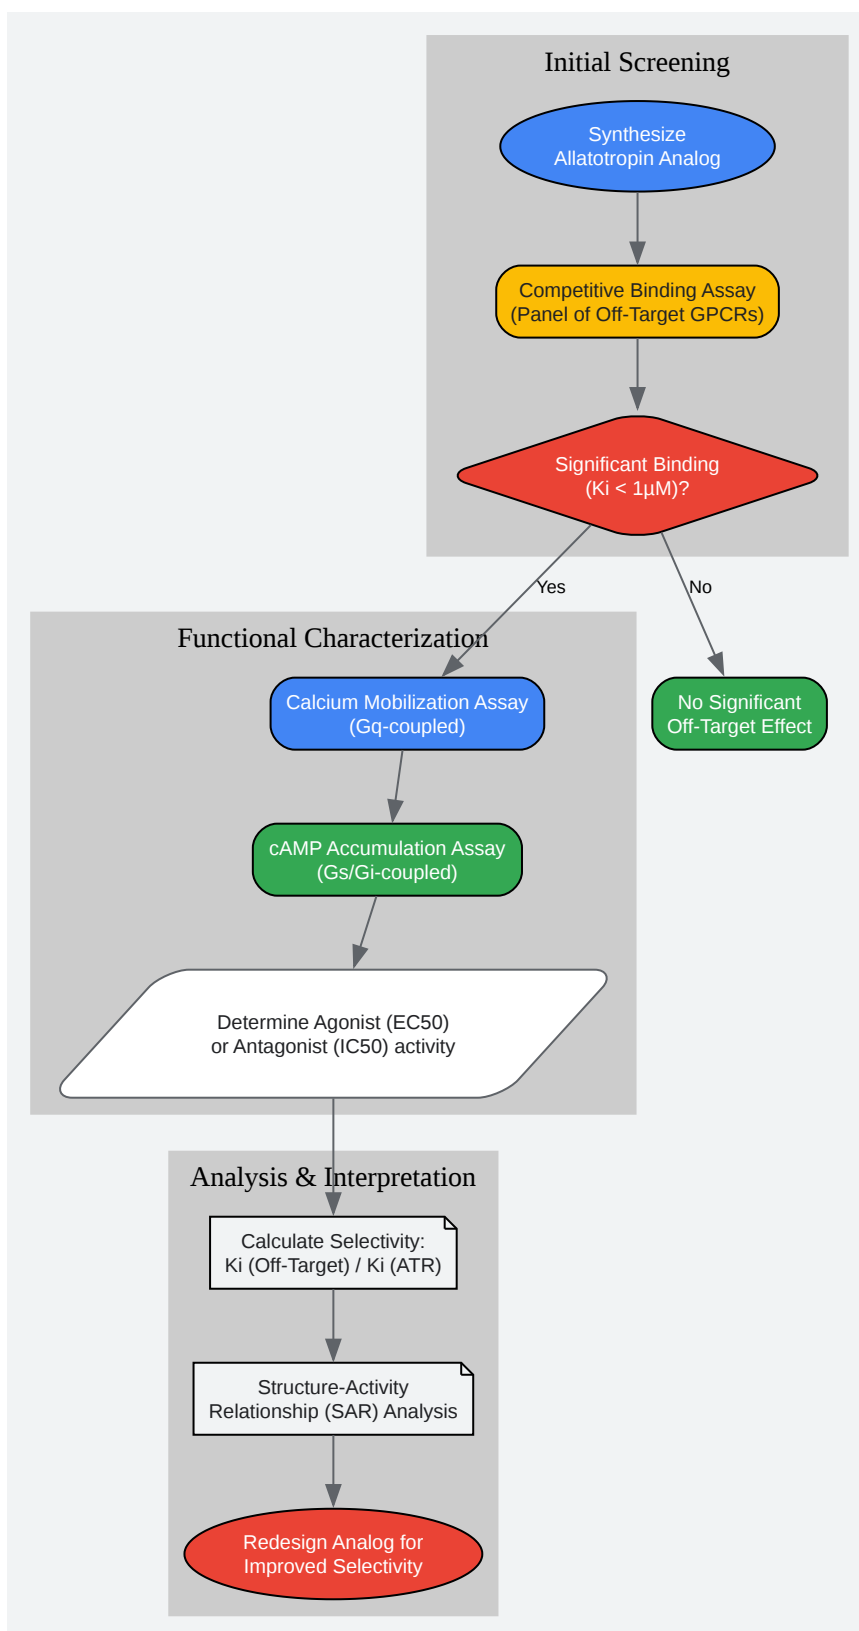 Initial Screening
Synthesize
Allatotropin Analog
Competitive Binding Assay
(Panel of Off-Target GPCRs)
Significant Binding
(Ki < 1µM)?
Yes
No
Functional Characterization
Calcium Mobilization Assay
(Gq-coupled)
No Significant
Off-Target Effect
cAMP Accumulation Assay
(Gs/Gi-coupled)
Determine Agonist (EC50)
or Antagonist (IC50) activity
Analysis & Interpretation
Calculate Selectivity:
Ki (Off-Target) / Ki (ATR)
Structure-Activity
Relationship (SAR) Analysis
Redesign Analog for
Improved Selectivity